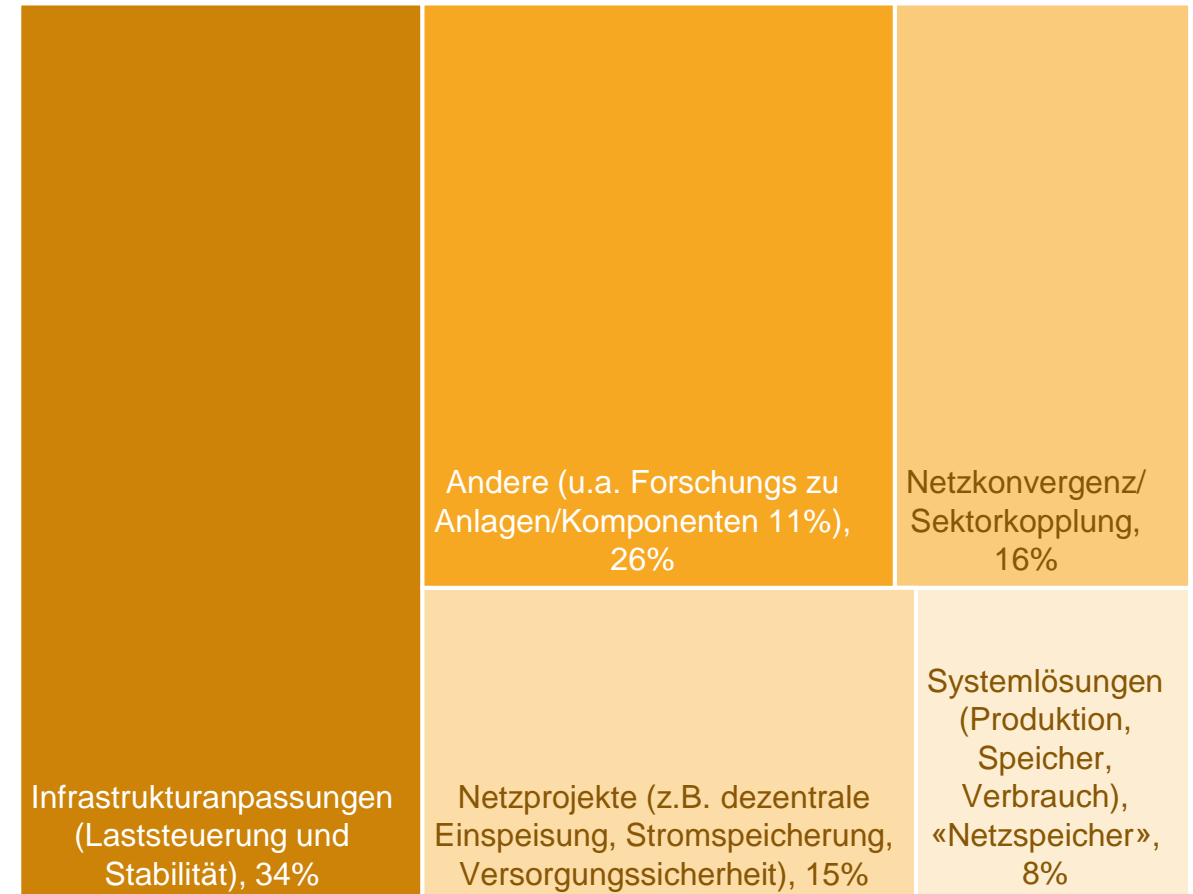 Infrastrukturanpassungen
(Laststeuerung und
Stabilität), 34%
Andere (u.a. Forschungs zu
Anlagen/Komponenten 11%),
26%
Netzkonvergenz/
Sektorkopplung,
16%
Netzprojekte (z.B. dezentrale
Einspeisung, Stromspeicherung,
Versorgungssicherheit), 15%
Systemlösungen
(Produktion,
Speicher,
Verbrauch),
«Netzspeicher»,
8%